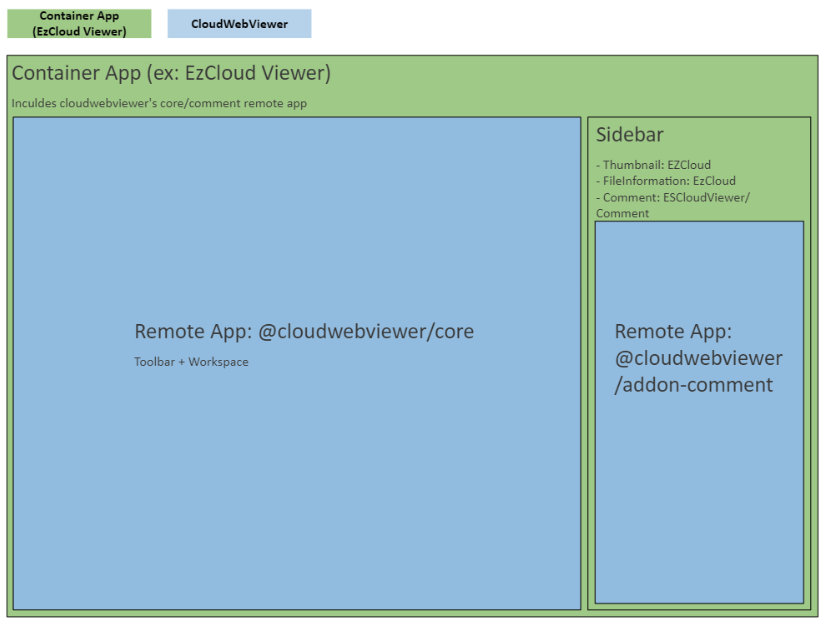 Container App
(EzCloud Viewer)
CloudWebViewer
Container App (ex: EzCloud Viewer)
Inculdes cloudwebviewer's core/comment remote app
Sidebar
- Thumbnail: EZCloud
- FileInformation: EzCloud
- Comment: ESCloudViewer/
Comment
Remote App: @cloudwebviewer/core
Toolbar + Workspace
Remote App:
@cloudwebviewer
/addon-comment